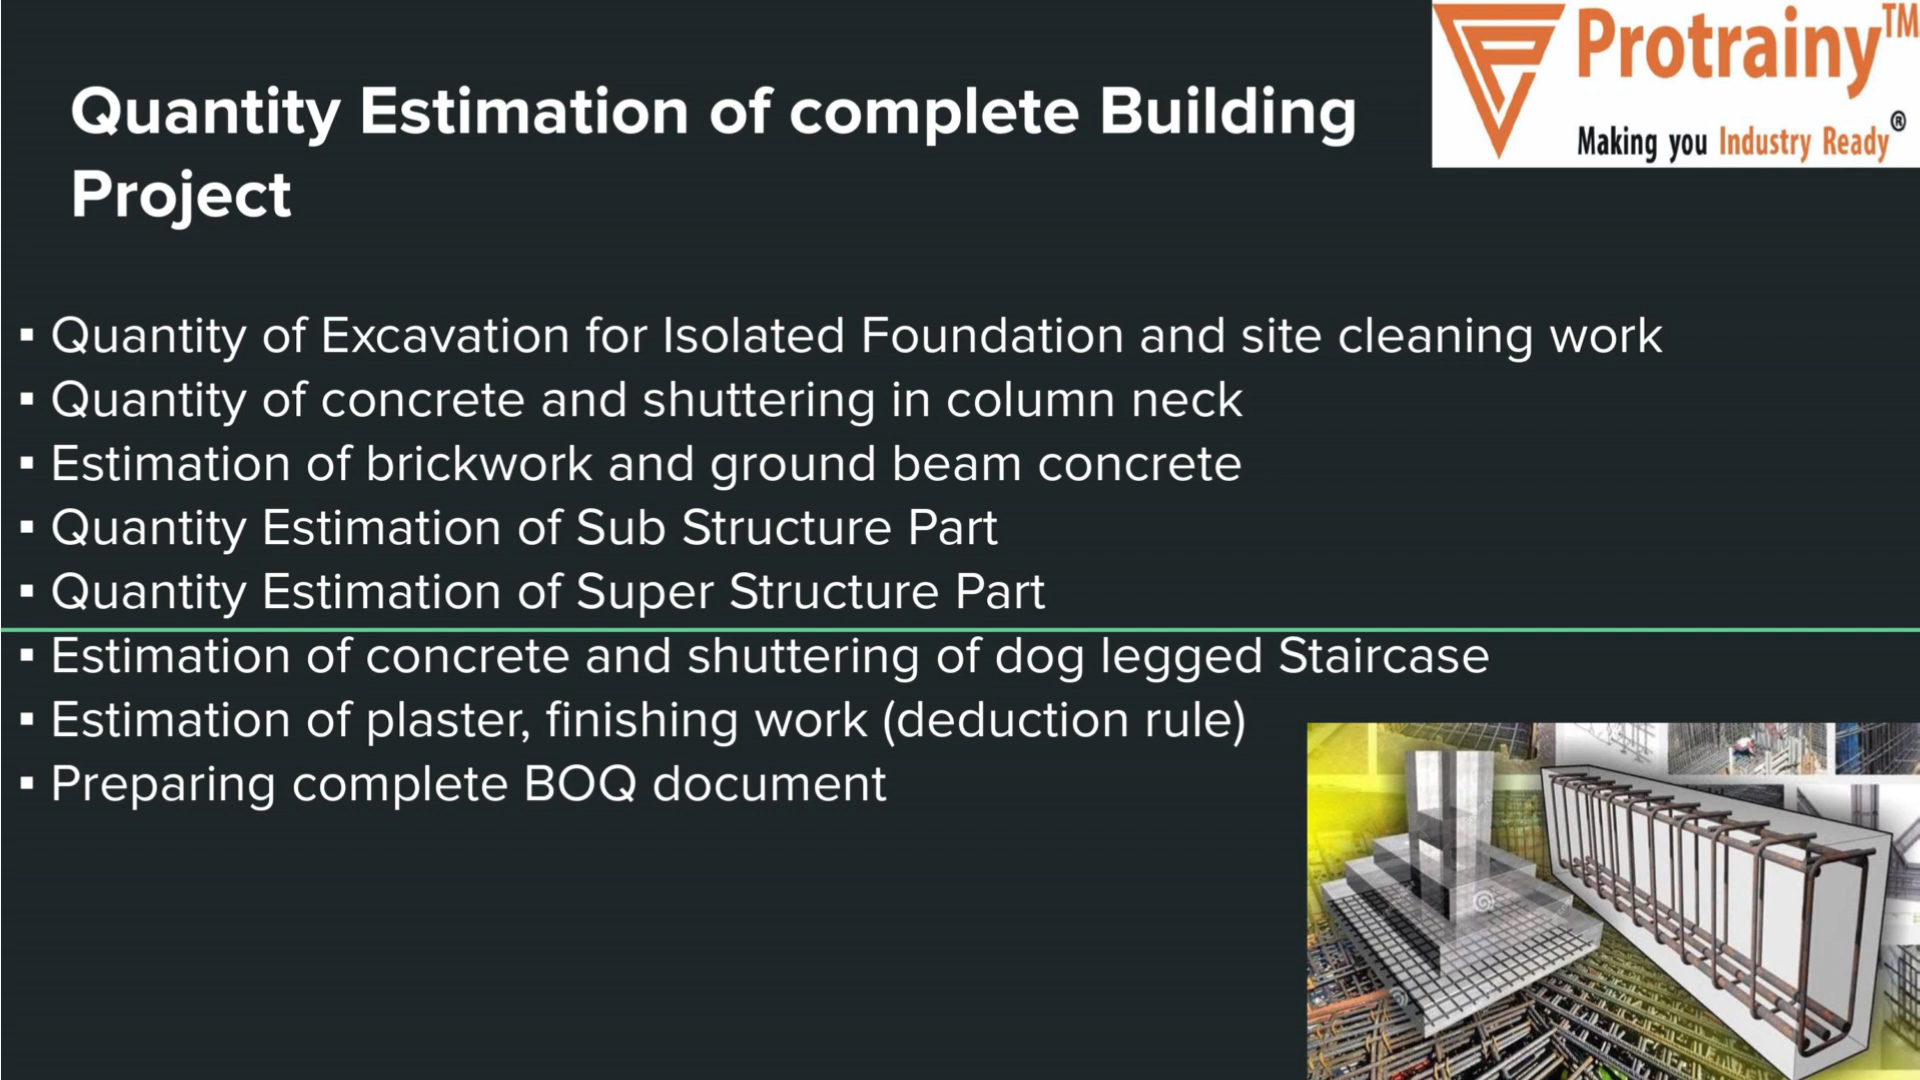 Protrainy™
Making you Industry Ready®
Quantity Estimation of complete Building
Project
▪ Quantity of Excavation for Isolated Foundation and site cleaning work
▪ Quantity of concrete and shuttering in column neck
▪ Estimation of brickwork and ground beam concrete
▪ Quantity Estimation of Sub Structure Part
▪ Quantity Estimation of Super Structure Part
▪ Estimation of concrete and shuttering of dog legged Staircase
▪ Estimation of plaster, finishing work (deduction rule)
▪ Preparing complete BOQ document